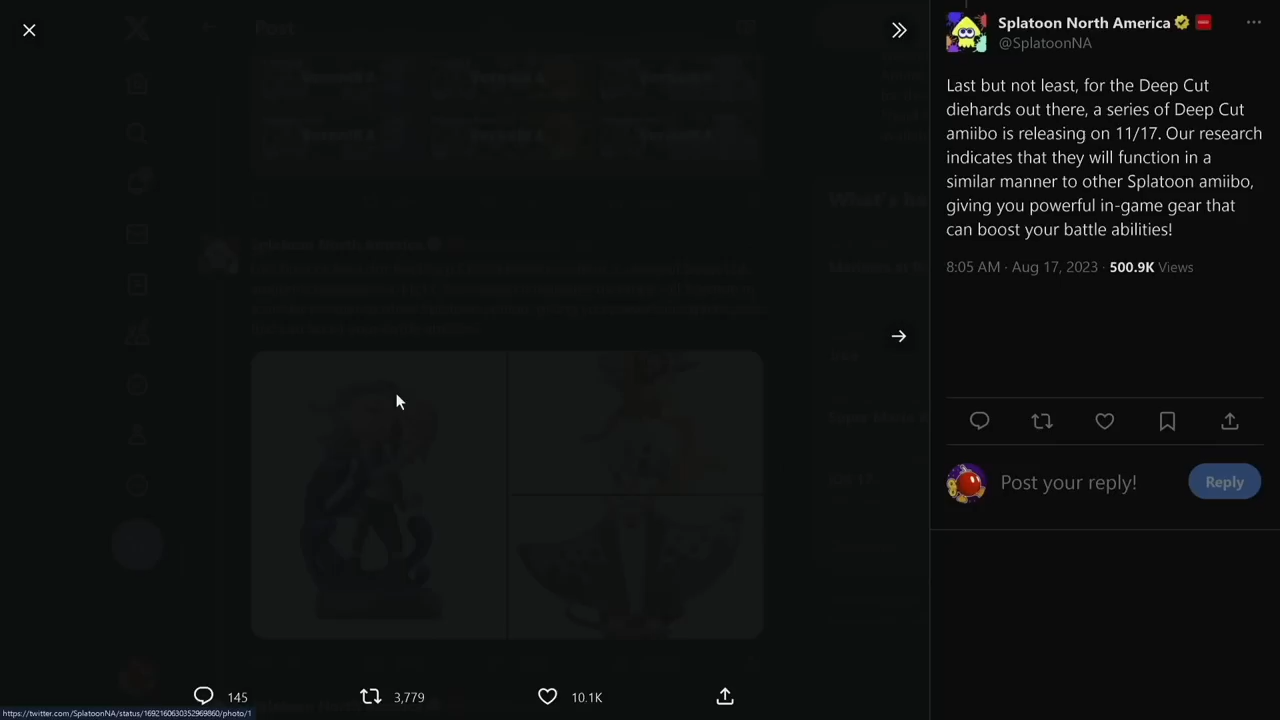 Post
Splatoon North America
@SplatoonNA
Last but not least, for the Deep Cut
diehards out there, a series of Deep Cut
amiibo is releasing on 11/17. Our research
indicates that they will function in a
similar manner to other Splatoon amiibo,
giving you powerful in-game gear that
can boost your battle abilities!
8:05 AM · Aug 17, 2023 · 500.9K Views
Post your reply!
Reply
145
3,779
10.1K
https://twitter.com/SplatoonNA/status/1692160630352969860/photo/1